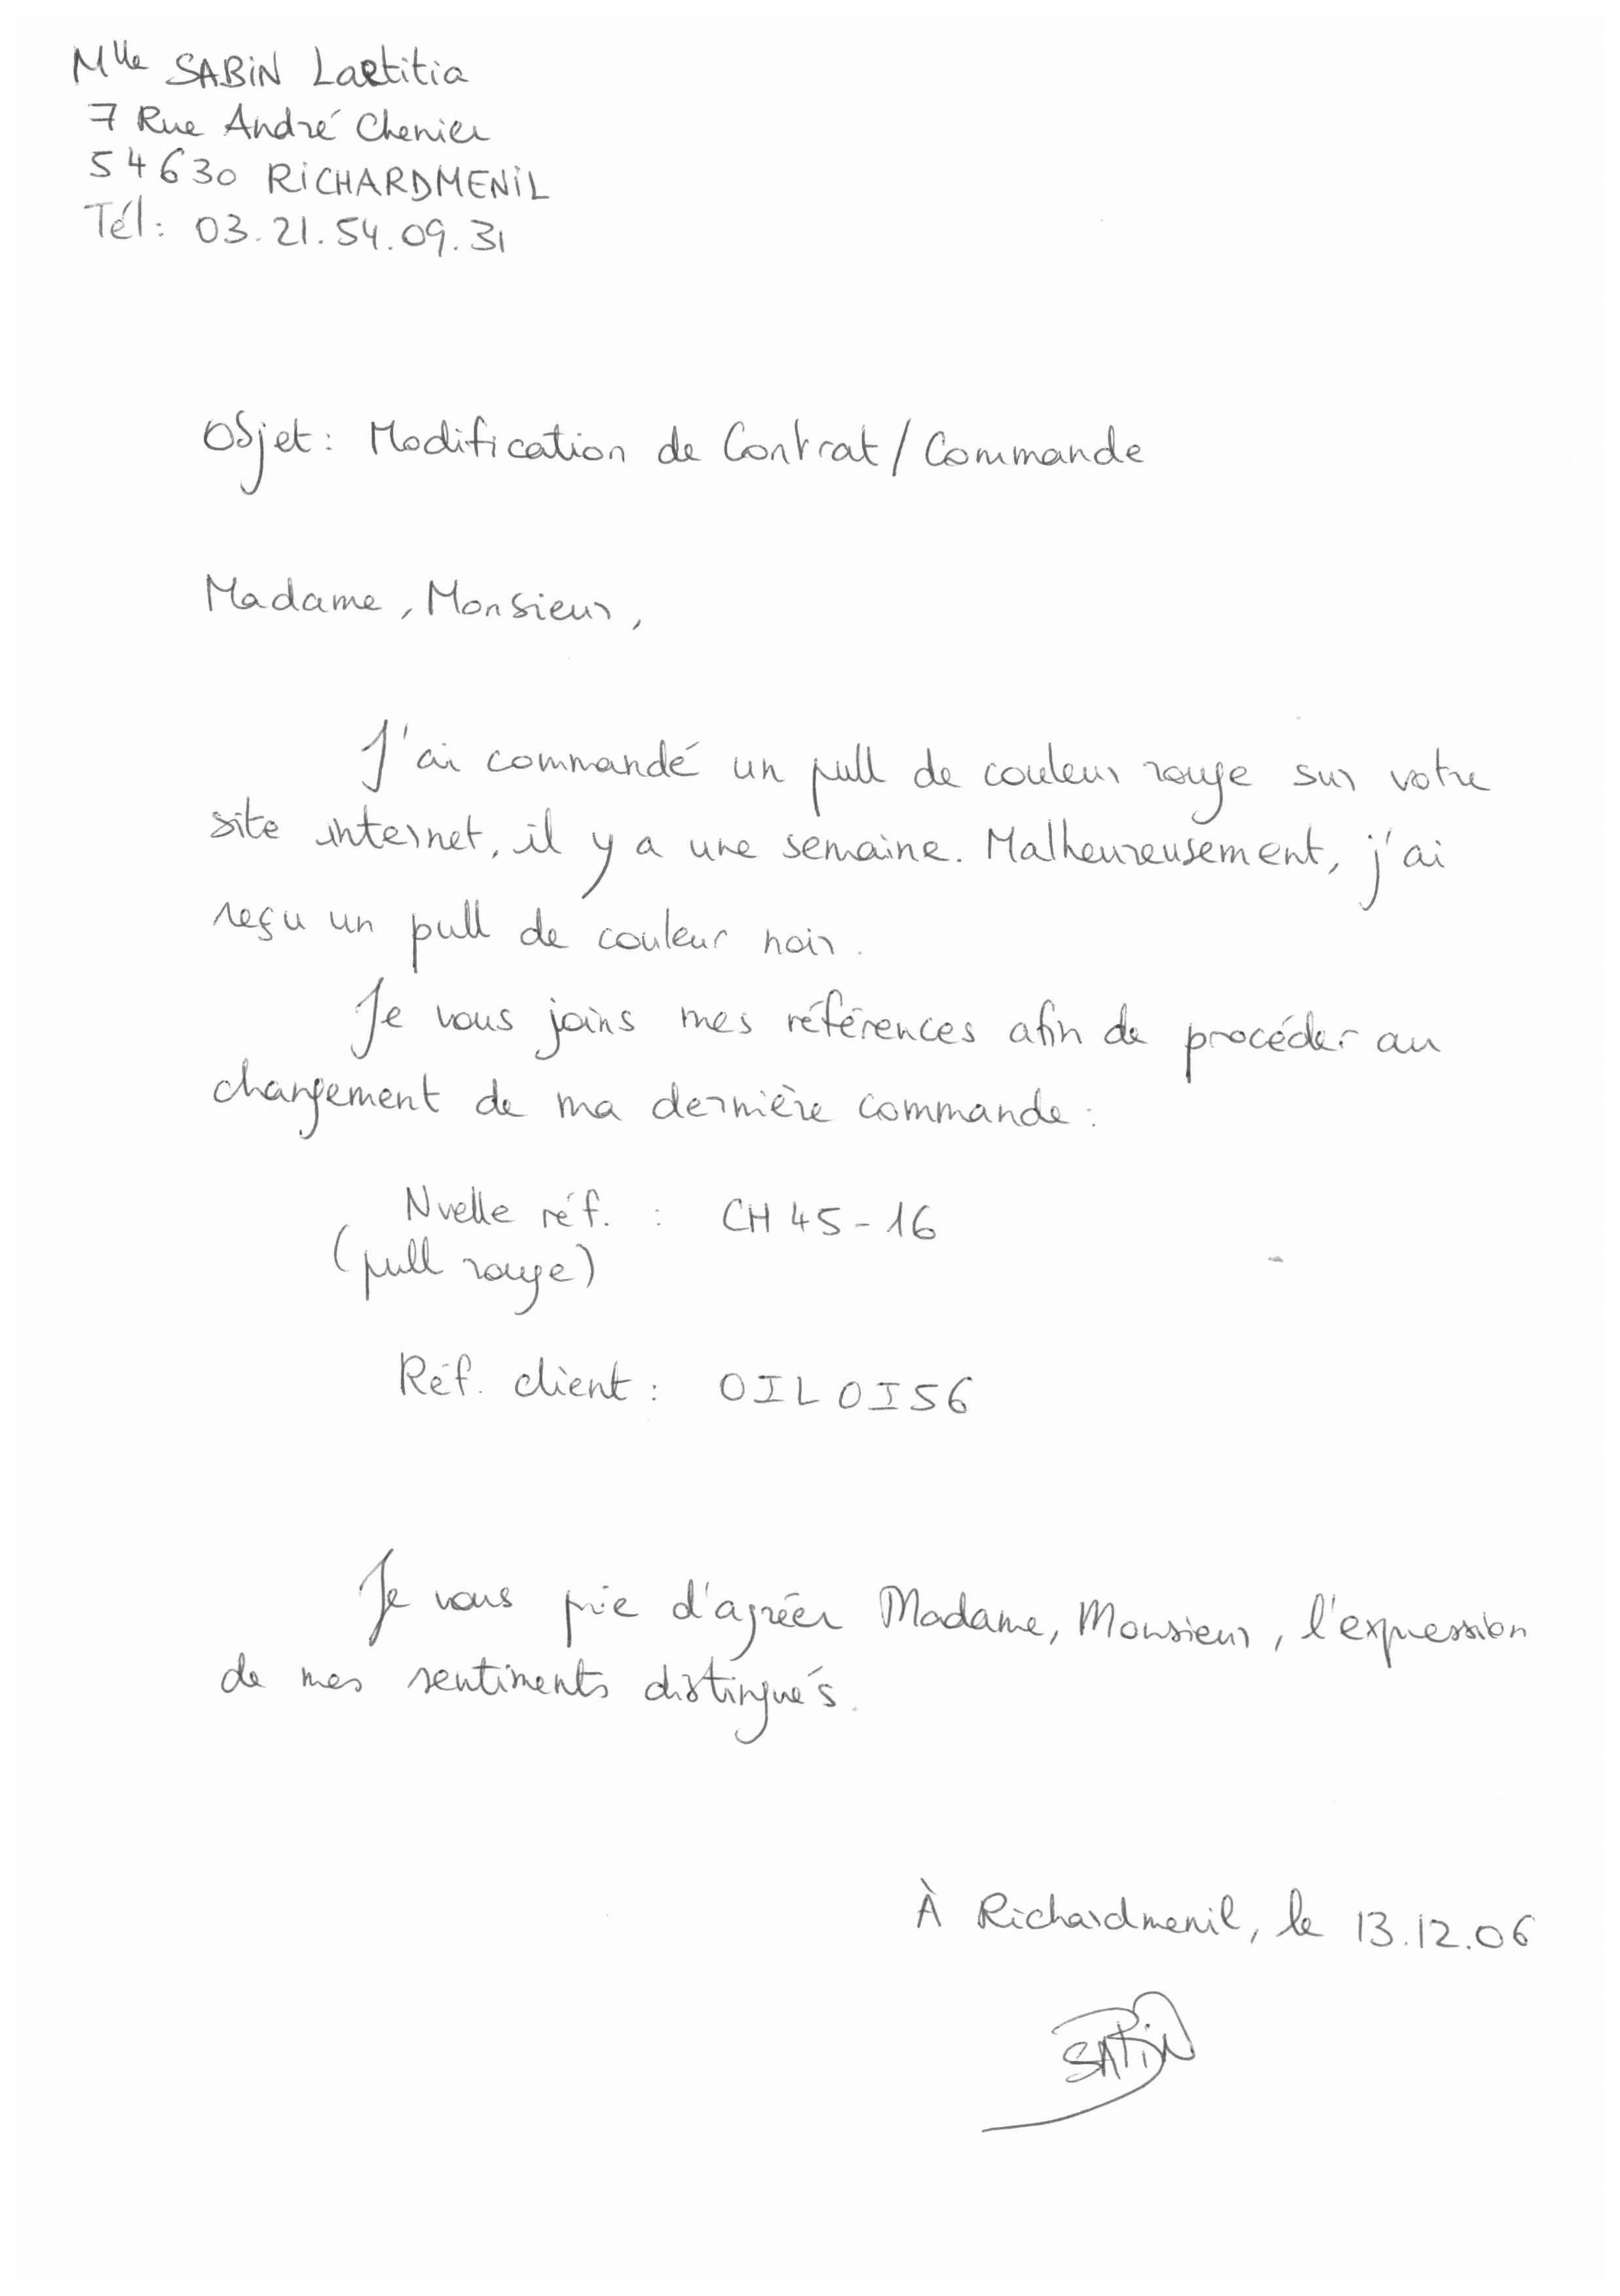 Mlle SABIN Laetitia
7 Rue André Chenier
54630 RICHARDMENIL
Tél: 03.21.54.09.31
Objet: Modification de Contrat/Commande
Madame, Monsieur,
J'ai commandé un pull de couleur rouge sur votre
site internet, il y a une semaine. Malheureusement, j'ai
reçu un pull de couleur noir.
Je vous joins mes références afin de procéder au
changement de ma dernière commande:
Nvelle réf. : CH45-16
(pull rouge)
Réf. client: OILOI56
Je vous prie d'agréer Madame, Monsieur, l'expression
de mes sentiments distingués.
À Richardmenil, le 13.12.06
SABIN